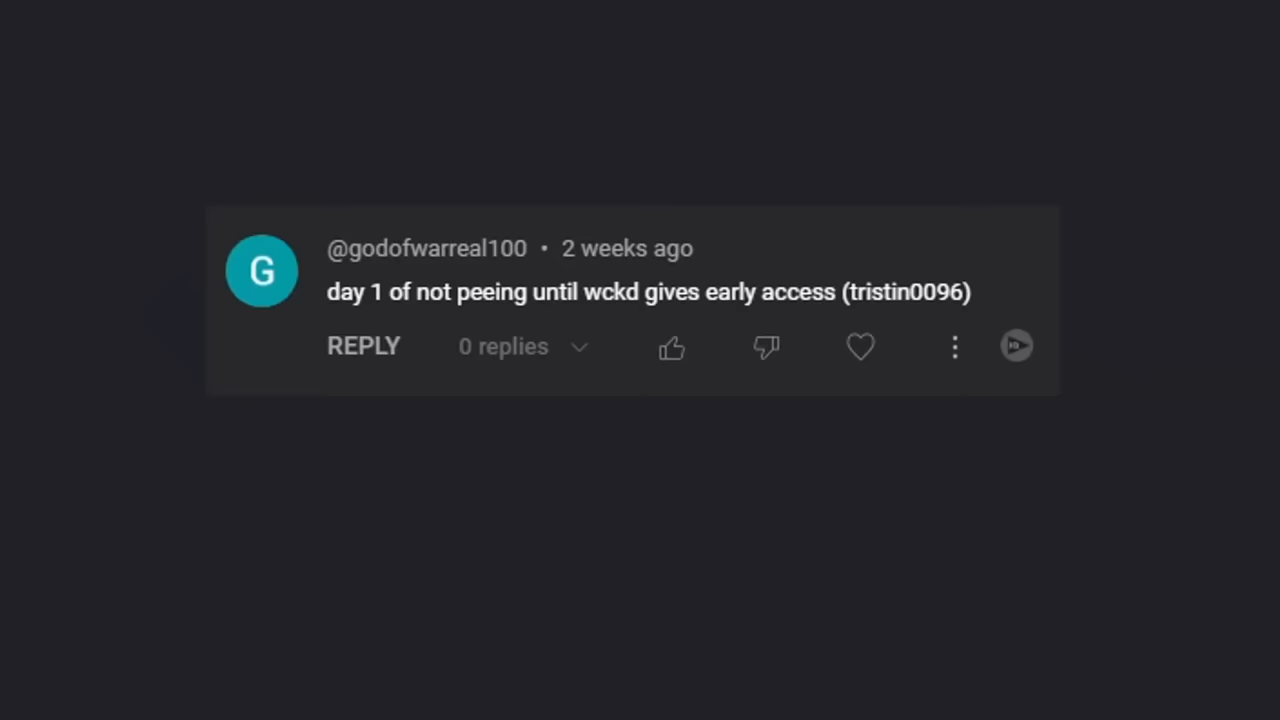 G
@godofwarreal100 • 2 weeks ago
day 1 of not peeing until wckd gives early access (tristin0096)
REPLY 0 replies